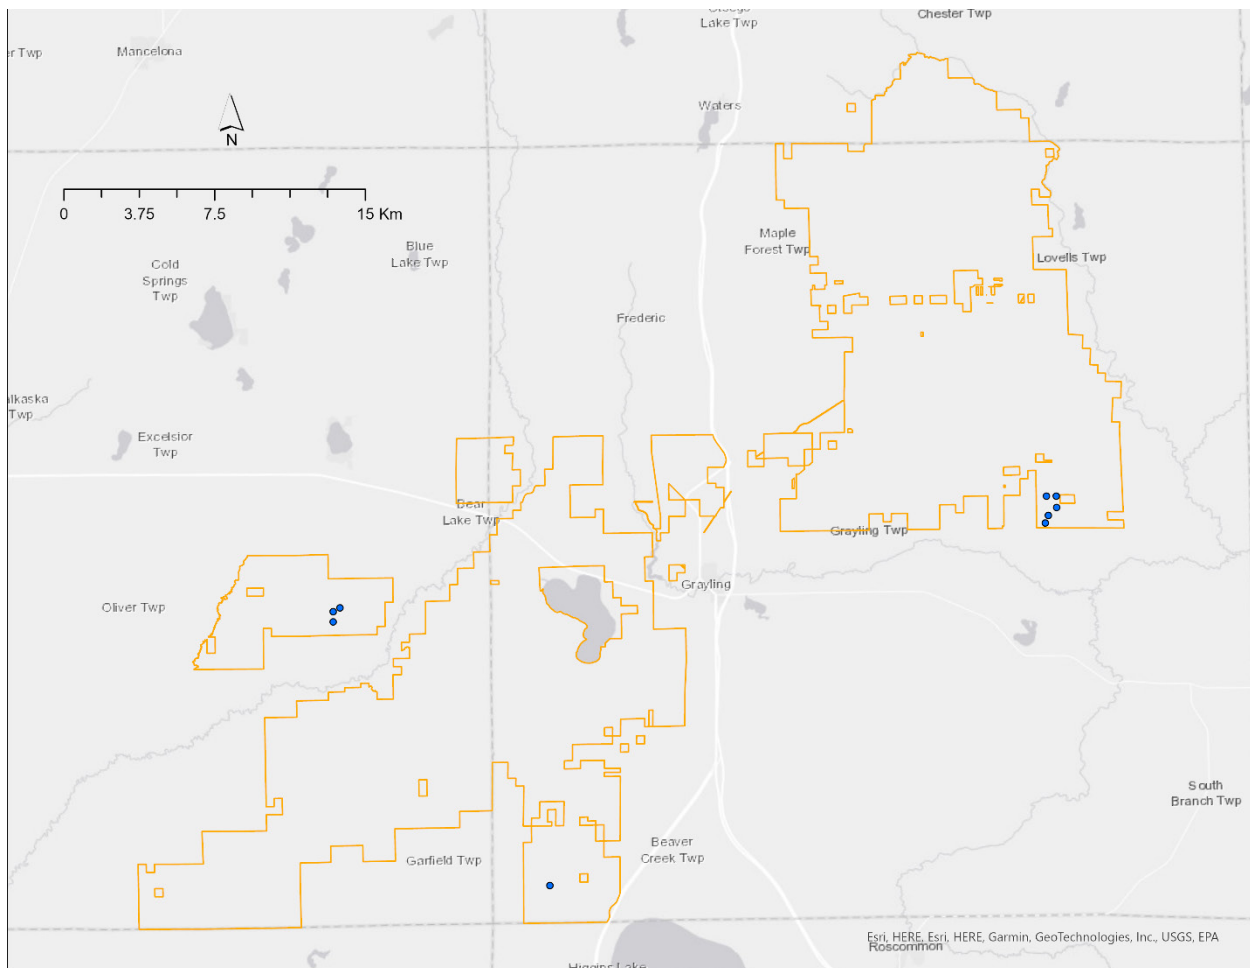 Lake Twp
Chester Twp
Twp
Mancelona
Waters
N
0
3.75
7.5
15 Km
Maple
Forest Twp
Blue
Lake Twp
Lovells Twp
Cold
Springs
Twp
Frederic
Twp
Excelsior
Twp
Bear
Lake Twp
Grayling Twp
Grayling
Oliver Twp
South
Branch Twp
Beaver
Creek Twp
Garfield Twp
Esri, HERE, Esri, HERE, Garmin, GeoTechnologies, Inc., USGS, EPA
Roscommon
Higgins Lake